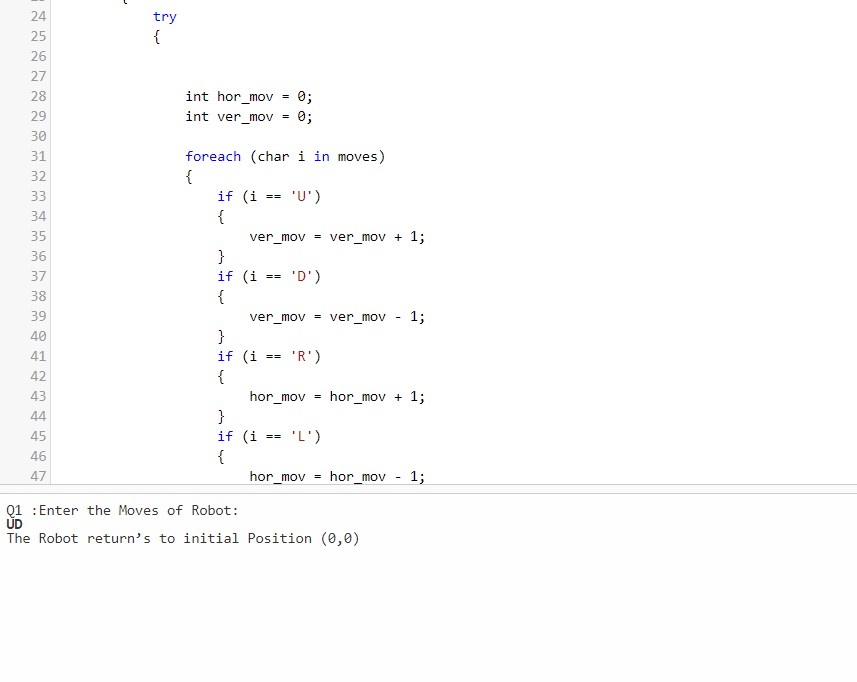 23 {
24 try
25 {
26
27
28 int hor_mov = 0;
29 int ver_mov = 0;
30
31 foreach (char i in moves)
32 {
33 if (i == 'U')
34 {
35 ver_mov = ver_mov + 1;
36 }
37 if (i == 'D')
38 {
39 ver_mov = ver_mov - 1;
40 }
41 if (i == 'R')
42 {
43 hor_mov = hor_mov + 1;
44 }
45 if (i == 'L')
46 {
47 hor_mov = hor_mov - 1;
Q1 :Enter the Moves of Robot:
UD
The Robot return’s to initial Position (0,0)